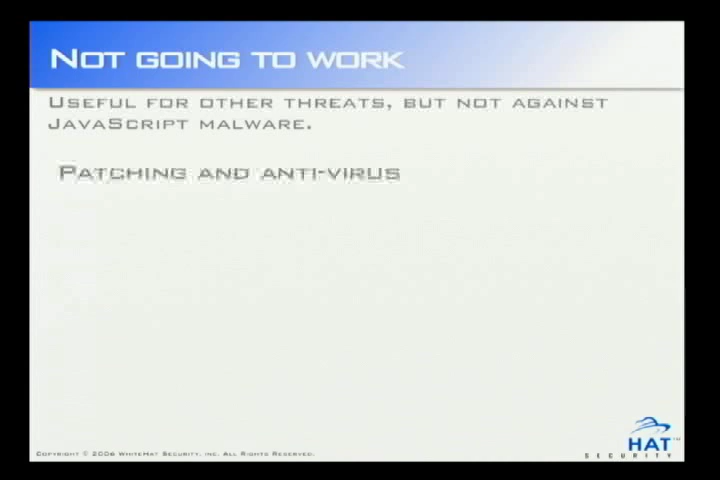 Not going to work
Useful for other threats, but not against
JavaScript malware.
Patching and anti-virus
Copyright © 2006 WhiteHat Security, inc. All Rights Reserved.
HAT™
SECURITY